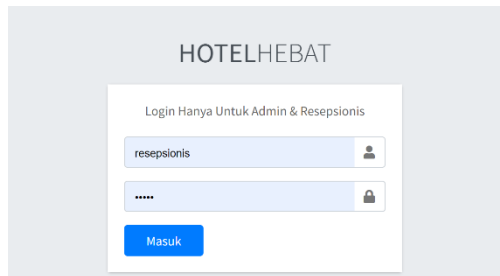 HOTELHEBAT
Login Hanya Untuk Admin & Resepsionis
resepsionis
•••••
Masuk